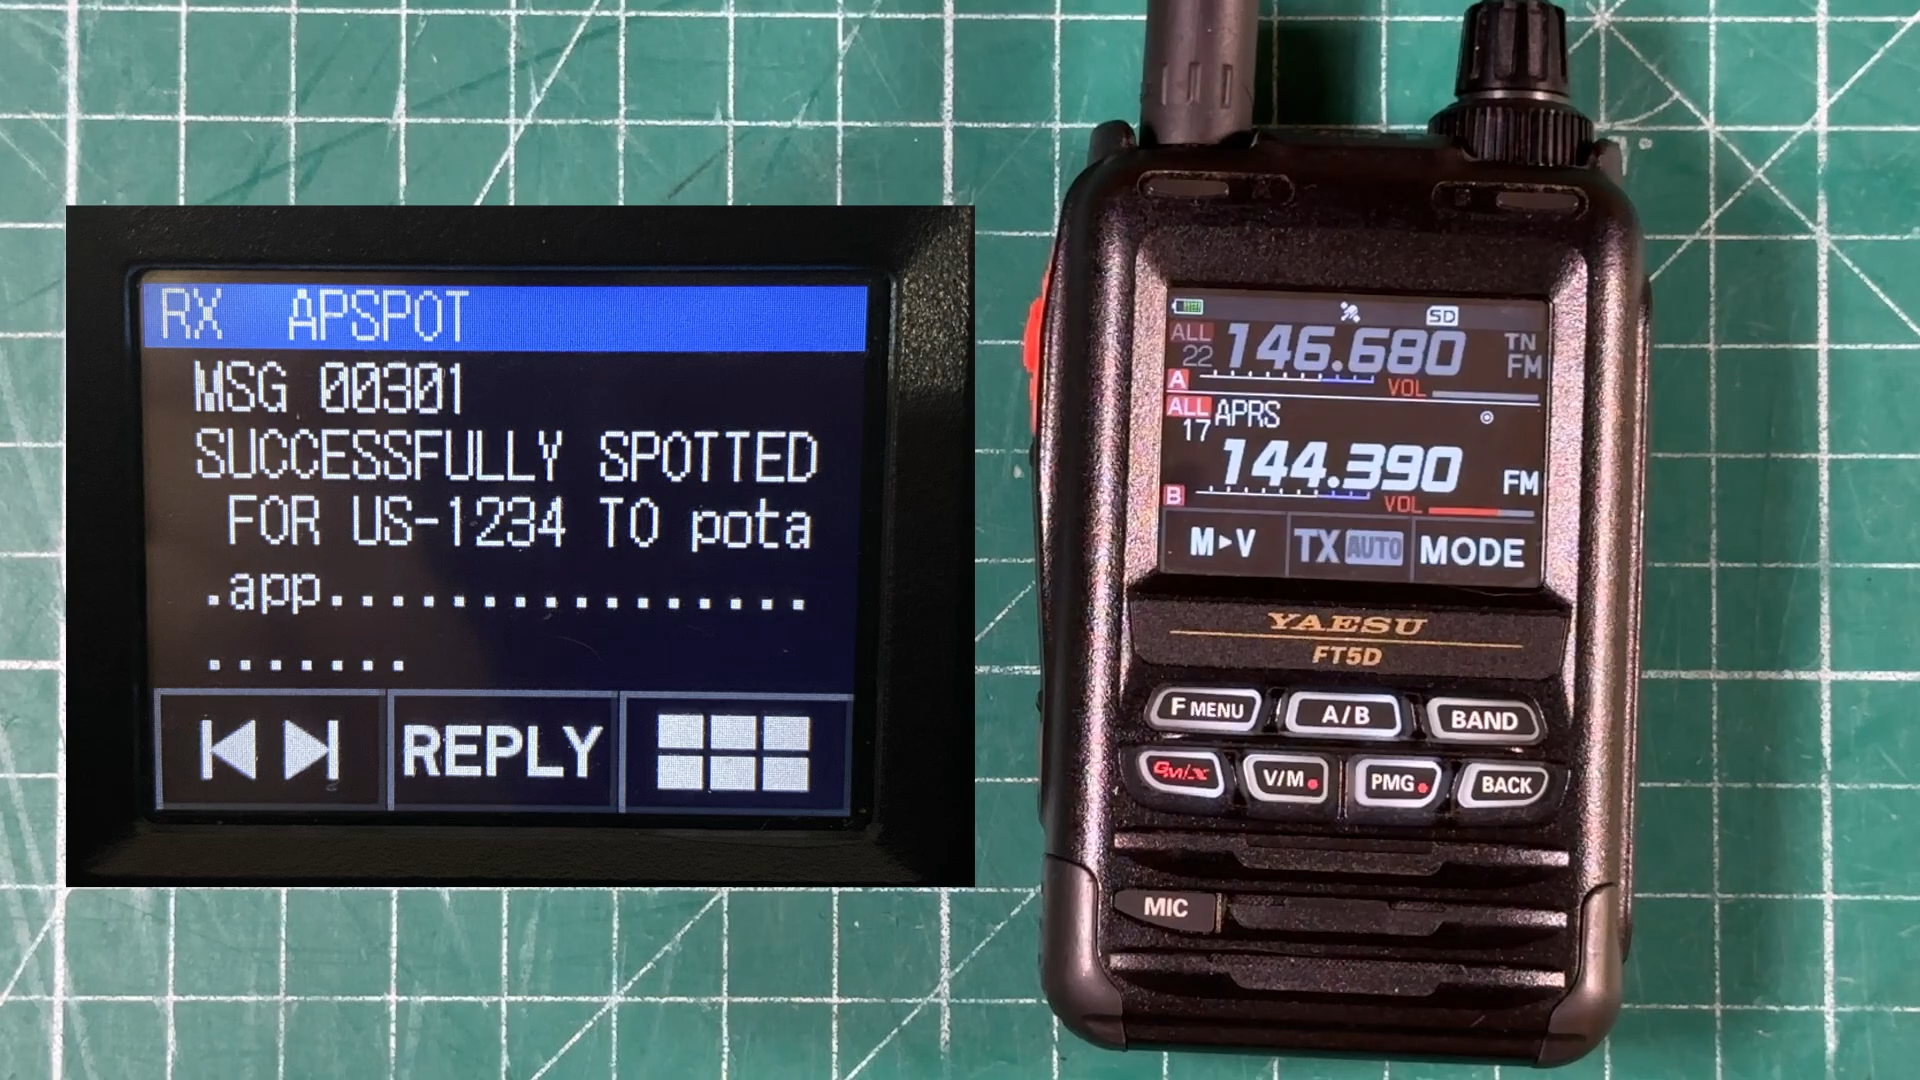 RX APSPOT
MSG 00301
SUCCESSFULLY SPOTTED
FOR US-1234 TO pota
.app.................
.......
REPLY
SD
ALL
22
146.680
TN
FM
A
VOL
ALL
17
APRS
144.390
FM
B
VOL
M▶V
TX AUTO
MODE
YAESU
FT5D
F MENU
A/B
BAND
GM/X
V/M
PMG
BACK
MIC